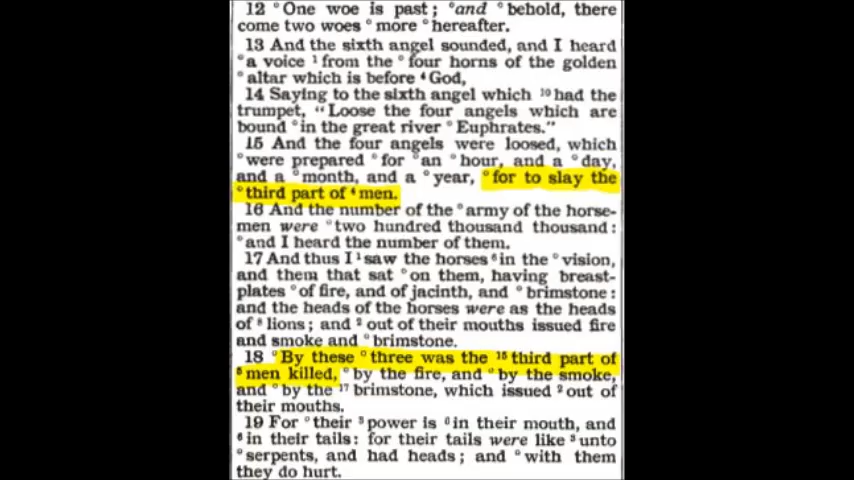 12 °One woe is past; °and °behold, there
come two woes °more °hereafter.
13 And the sixth angel sounded, and I heard
°a voice ¹from the °four horns of the golden
°altar which is before ⁴God,
14 Saying to the sixth angel which ¹⁰had the
trumpet, "Loose the four angels which are
bound °in the great river °Euphrates."
15 And the four angels were loosed, which
°were prepared °for °an °hour, and a °day,
and a °month, and a °year, °for to slay the
°third part of ⁴men.
16 And the number of the °army of the horse-
men were °two hundred thousand thousand:
°and I heard the number of them.
17 And thus I ¹saw the horses ⁶in the °vision,
and them that sat °on them, having breast-
plates °of fire, and of jacinth, and °brimstone:
and the heads of the horses were as the heads
of ⁸lions; and ²out of their mouths issued fire
and smoke and °brimstone.
18 °By these °three was the ¹⁵third part of
men killed, °by the fire, and °by the smoke,
and °by the ¹⁷brimstone, which issued ²out of
their mouths.
19 For °their ³power is ⁶in their mouth, and
⁶in their tails: for their tails were like ³unto
°serpents, and had heads; and °with them
they do hurt.